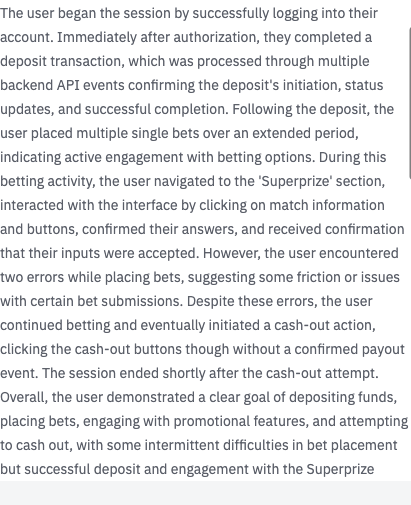 The user began the session by successfully logging into their
account. Immediately after authorization, they completed a
deposit transaction, which was processed through multiple
backend API events confirming the deposit's initiation, status
updates, and successful completion. Following the deposit, the
user placed multiple single bets over an extended period,
indicating active engagement with betting options. During this
betting activity, the user navigated to the 'Superprize' section,
interacted with the interface by clicking on match information
and buttons, confirmed their answers, and received confirmation
that their inputs were accepted. However, the user encountered
two errors while placing bets, suggesting some friction or issues
with certain bet submissions. Despite these errors, the user
continued betting and eventually initiated a cash-out action,
clicking the cash-out buttons though without a confirmed payout
event. The session ended shortly after the cash-out attempt.
Overall, the user demonstrated a clear goal of depositing funds,
placing bets, engaging with promotional features, and attempting
to cash out, with some intermittent difficulties in bet placement
but successful deposit and engagement with the Superprize